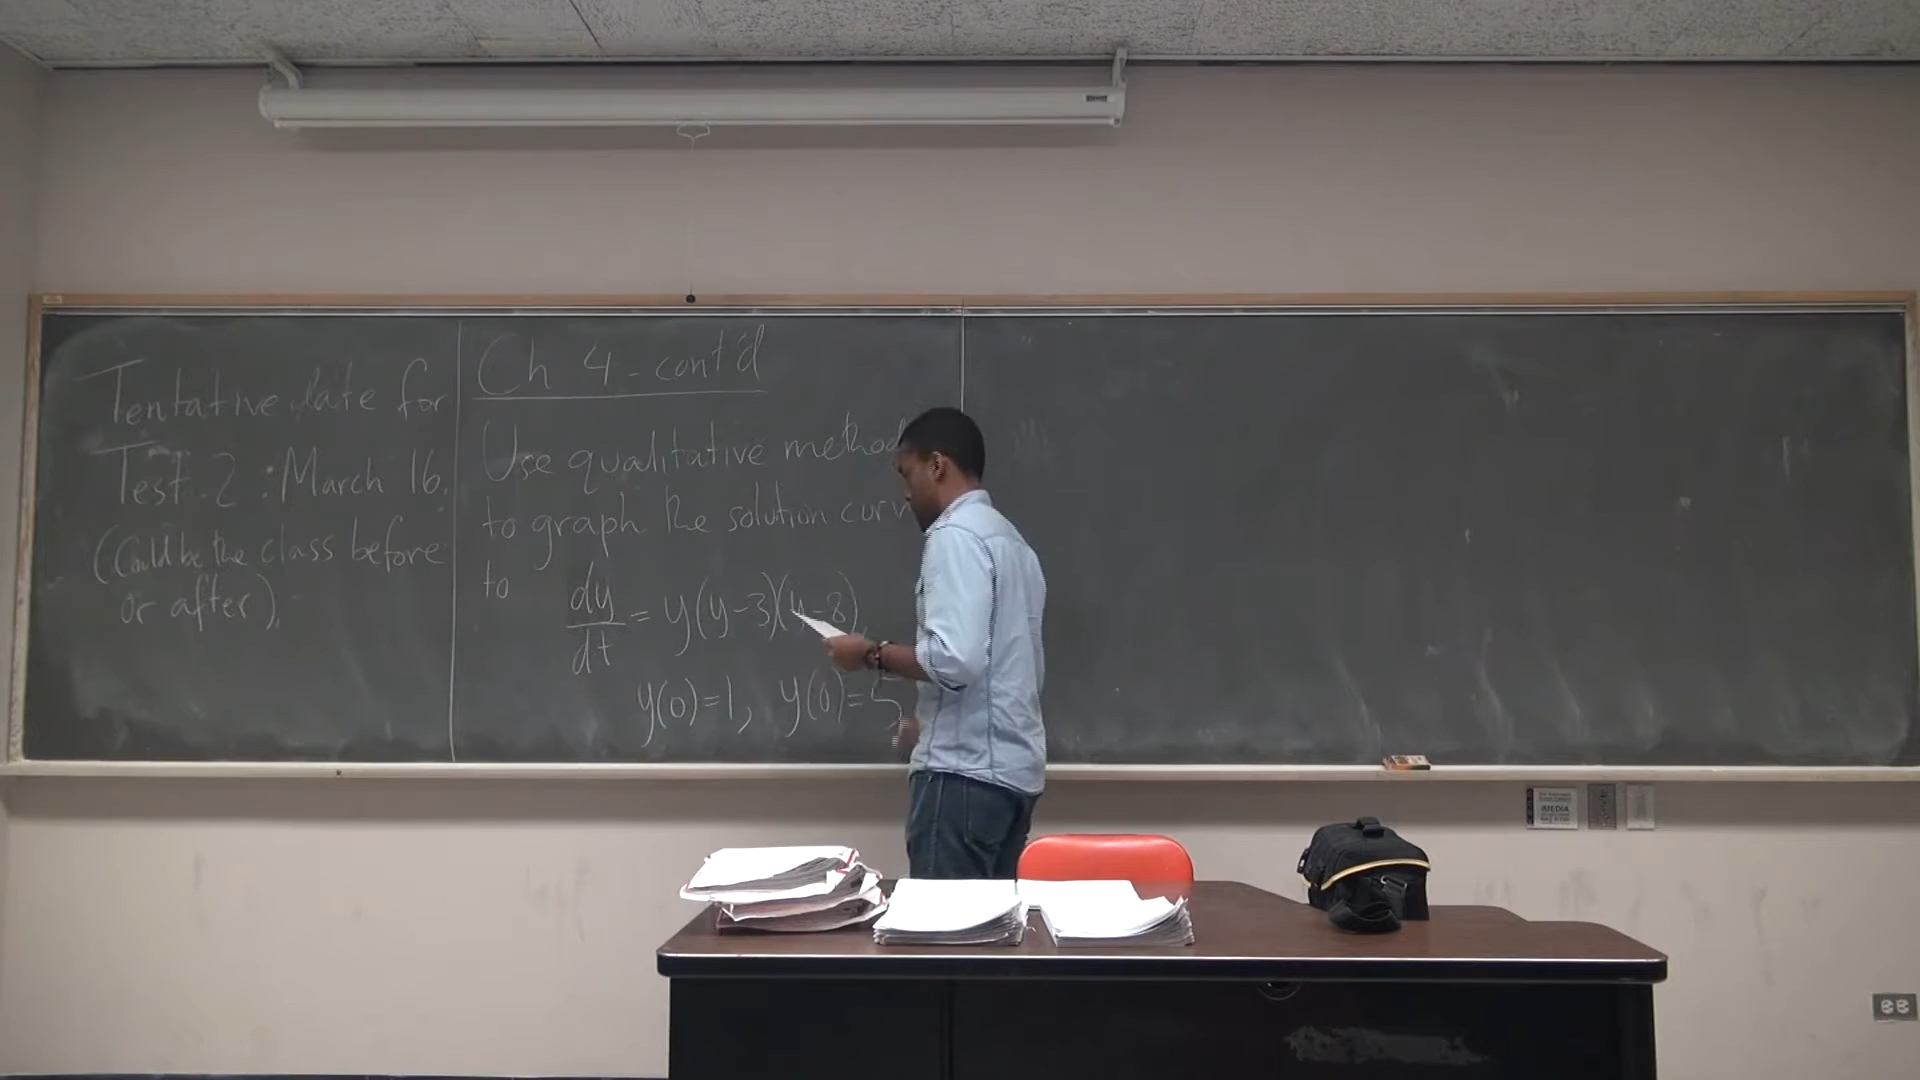 Tentative date for
Test 2 : March 16.
(Could be the class before
or after).
Ch 4 - cont'd
Use qualitative method
to graph the solution curv
to
dy/dt = y(y-3)(y-8),
y(0)=1, y(0)=5,
iMEDIA